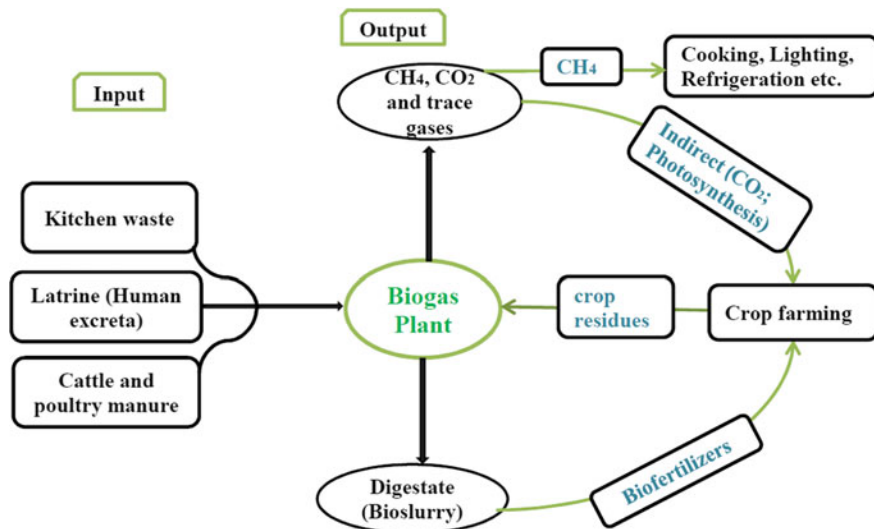 Input
Output
CH4, CO2
and trace
gases
CH4
Cooking, Lighting,
Refrigeration etc.
Indirect (CO2;
Photosynthesis)
Kitchen waste
Latrine (Human
excreta)
Cattle and
poultry manure
Biogas
Plant
crop
residues
Crop farming
Digestate
(Bioslurry)
Biofertilizers